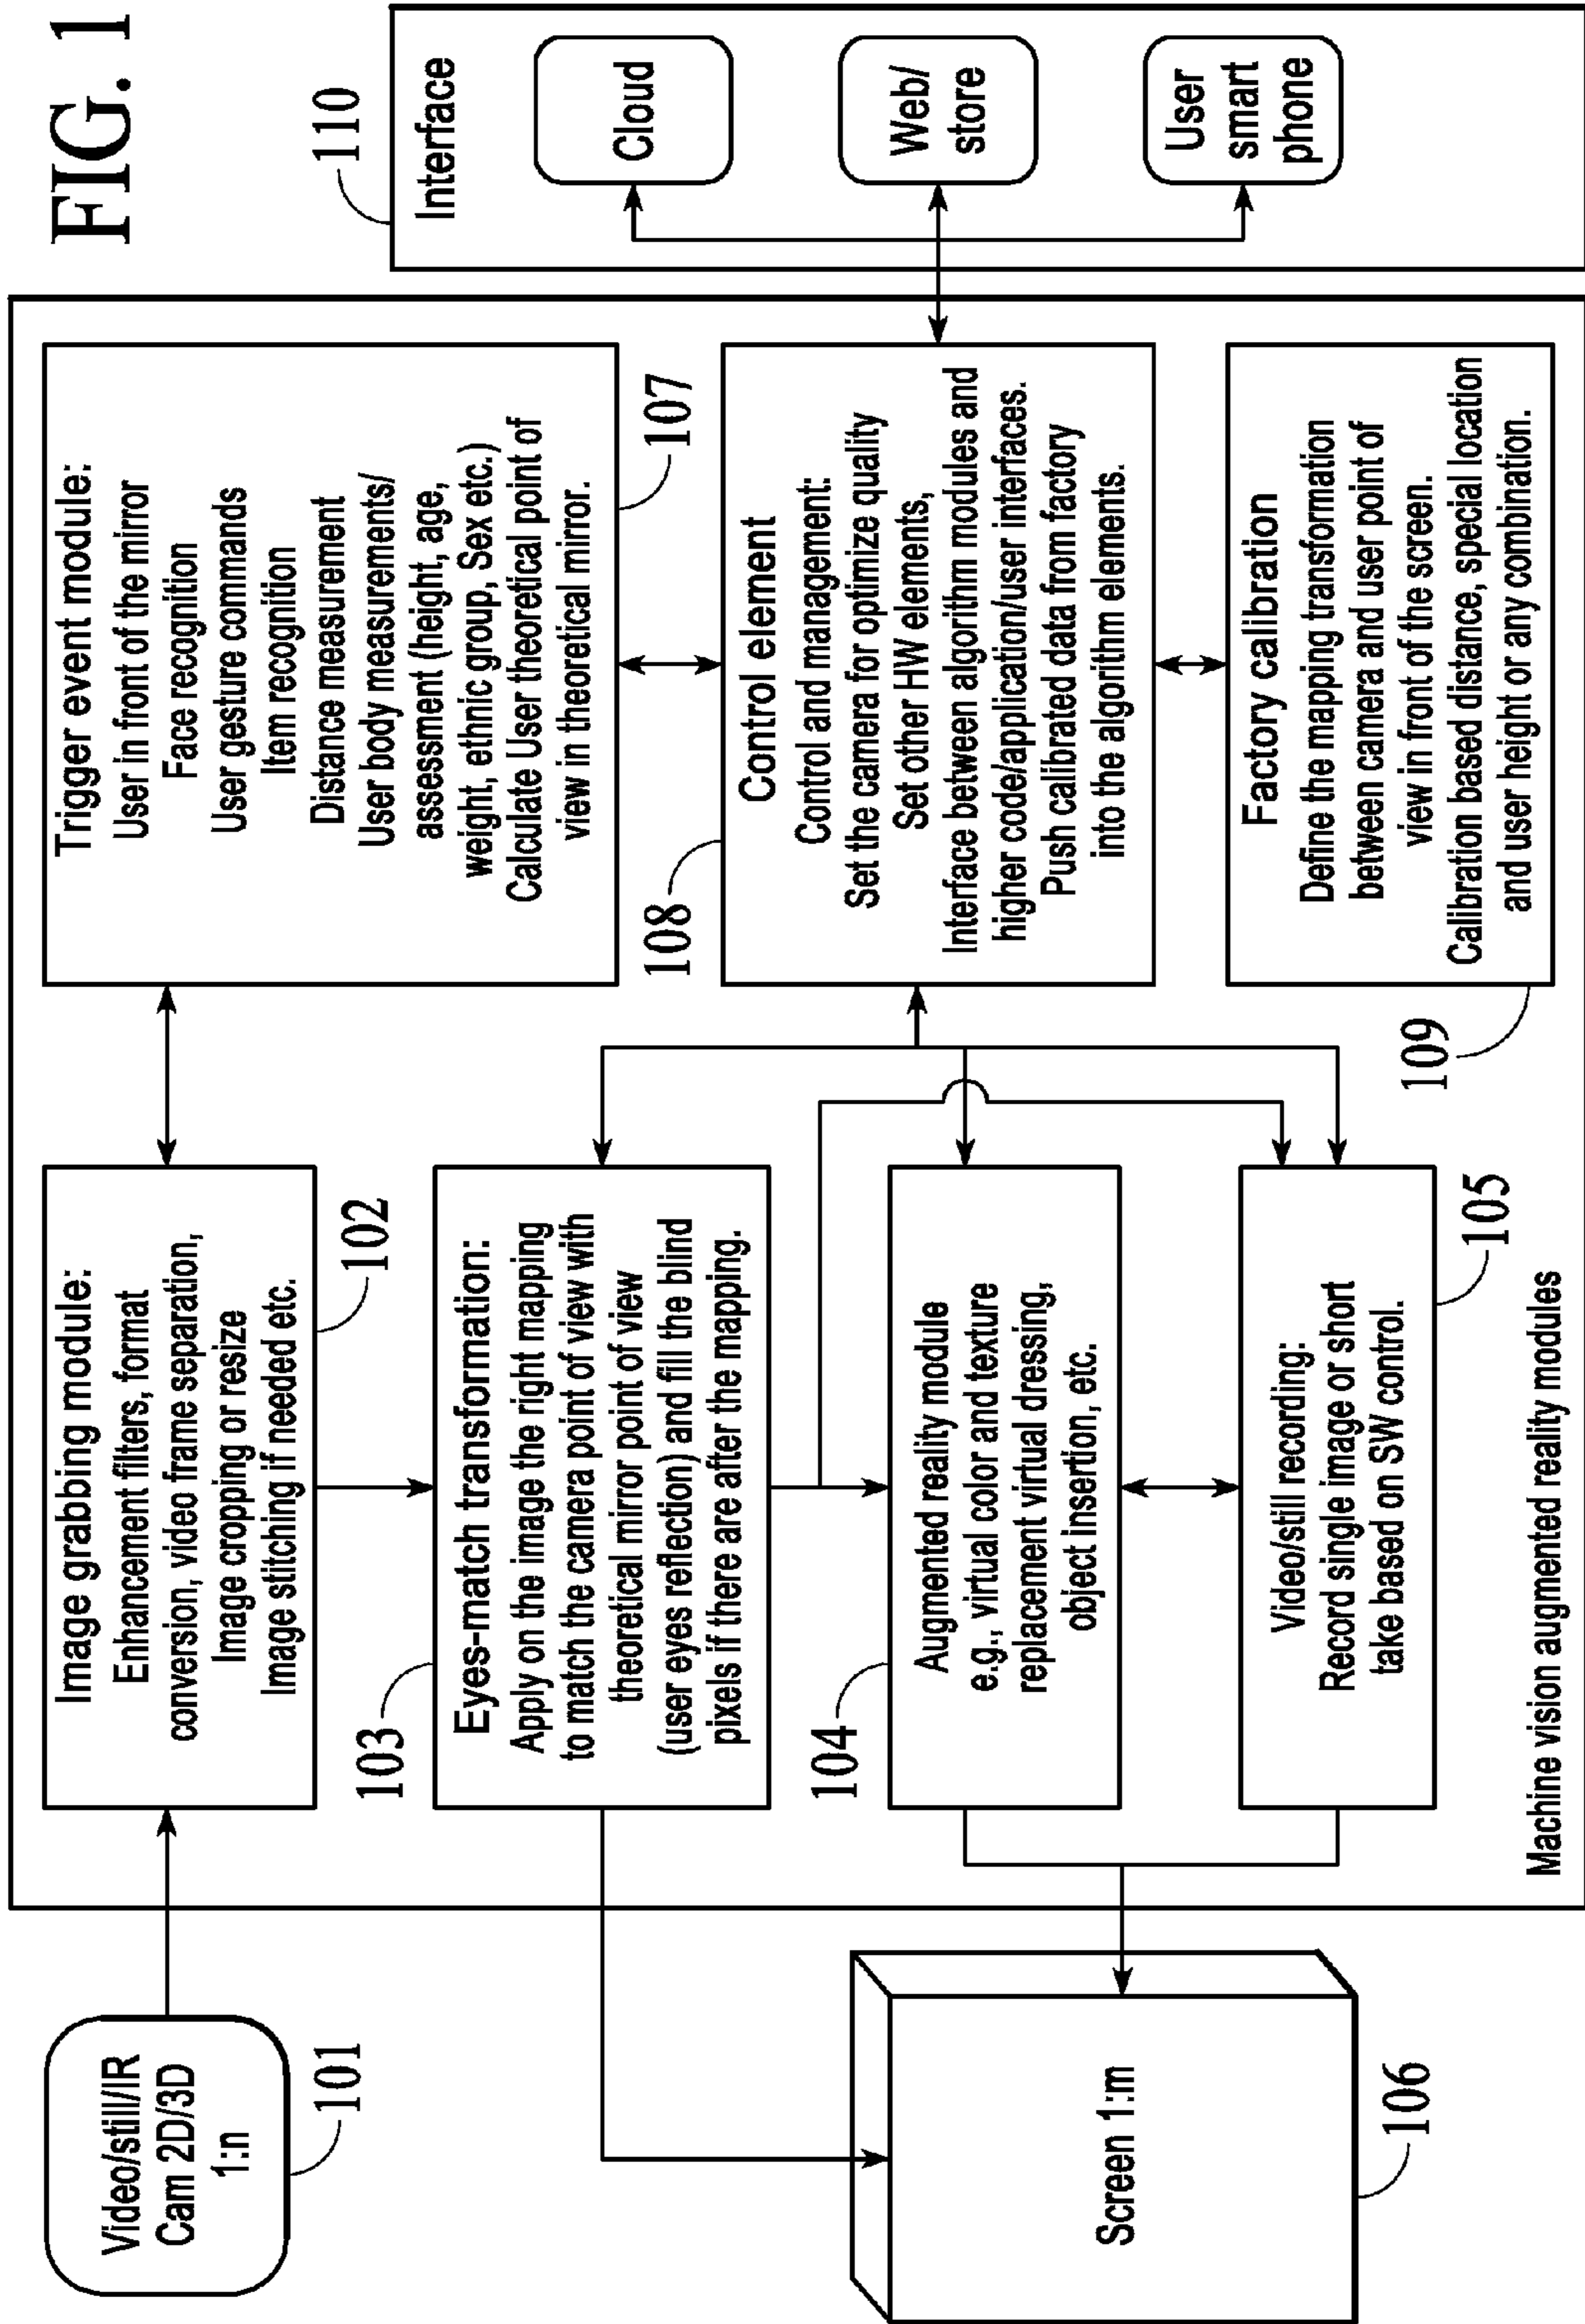 FIG. 1
Video/still/IR
Cam 2D/3D
1:n
101
Image grabbing module:
Enhancement filters, format
conversion, video frame separation,
Image cropping or resize
Image stitching if needed etc.
102
Trigger event module:
User in front of the mirror
Face recognition
User gesture commands
Item recognition
Distance measurement
User body measurements/
assessment (height, age,
weight, ethnic group, Sex etc.)
Calculate User theoretical point of
view in theoretical mirror.
107
103
Eyes-match transformation:
Apply on the image the right mapping
to match the camera point of view with
theoretical mirror point of view
(user eyes reflection) and fill the blind
pixels if there are after the mapping.
108
Control element
Control and management:
Set the camera for optimize quality
Set other HW elements,
Interface between algorithm modules and
higher code/application/user interfaces.
Push calibrated data from factory
into the algorithm elements.
104
Augmented reality module
e.g., virtual color and texture
replacement virtual dressing,
object insertion, etc.
Video/still recording:
Record single image or short
take based on SW control.
105
Factory calibration
Define the mapping transformation
between camera and user point of
view in front of the screen.
Calibration based distance, special location
and user height or any combination.
109
Screen 1:m
106
Machine vision augmented reality modules
110
Interface
Cloud
Web/
store
User
smart
phone